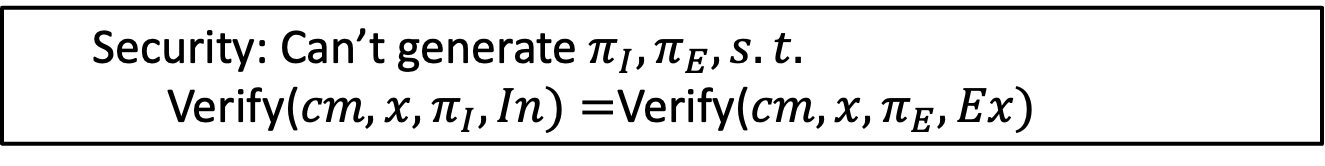 Security: Can't generate π_I, π_E, s.t.
Verify(cm, x, π_I, In) =Verify(cm, x, π_E, Ex)